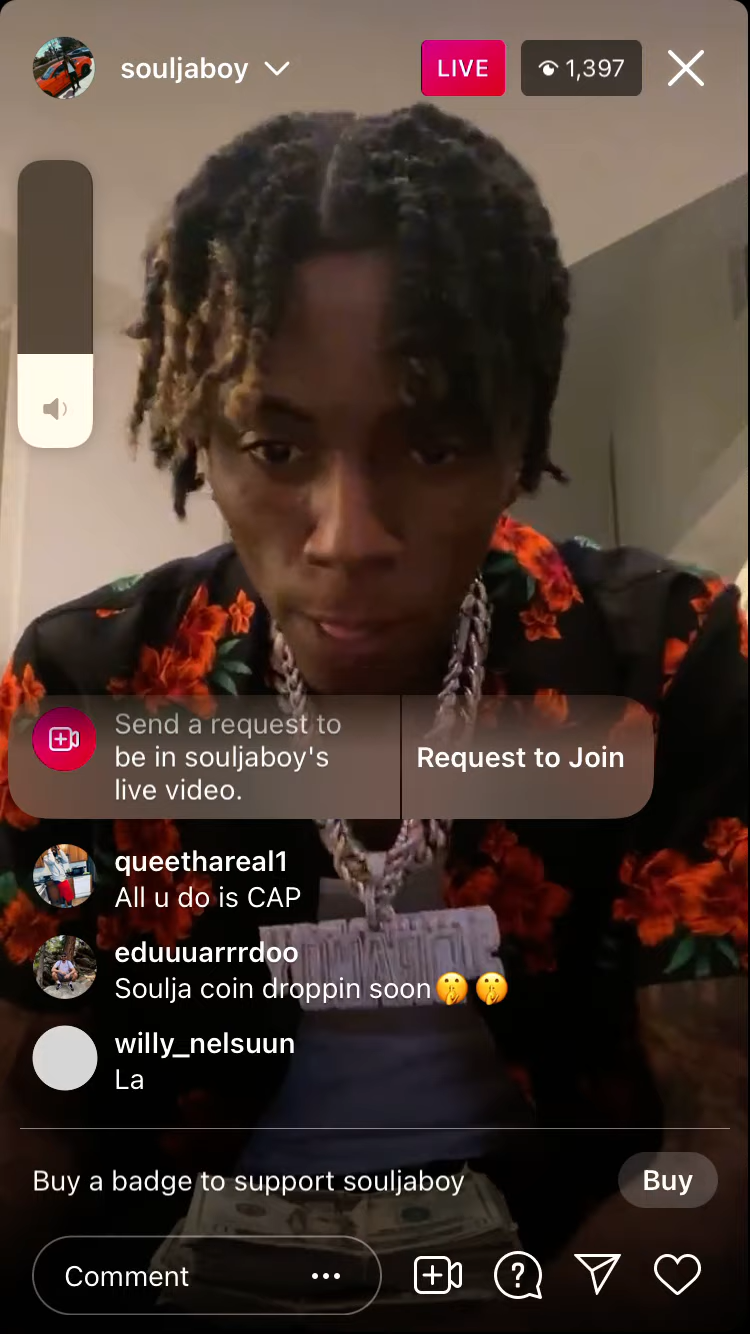 souljaboy
LIVE
1,397
Send a request to
be in souljaboy's
live video.
Request to Join
queethareal1
All u do is CAP
eduuuarrrdoo
Soulja coin droppin soon🤫🤫
willy_nelsuun
La
Buy a badge to support souljaboy
Buy
Comment